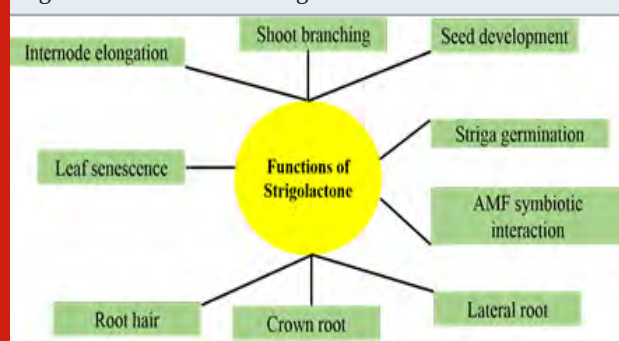 Shoot branching
Seed development
Internode elongation
Striga germination
Leaf senescence
Functions of
Strigolactone
AMF symbiotic
interaction
Root hair
Crown root
Lateral root